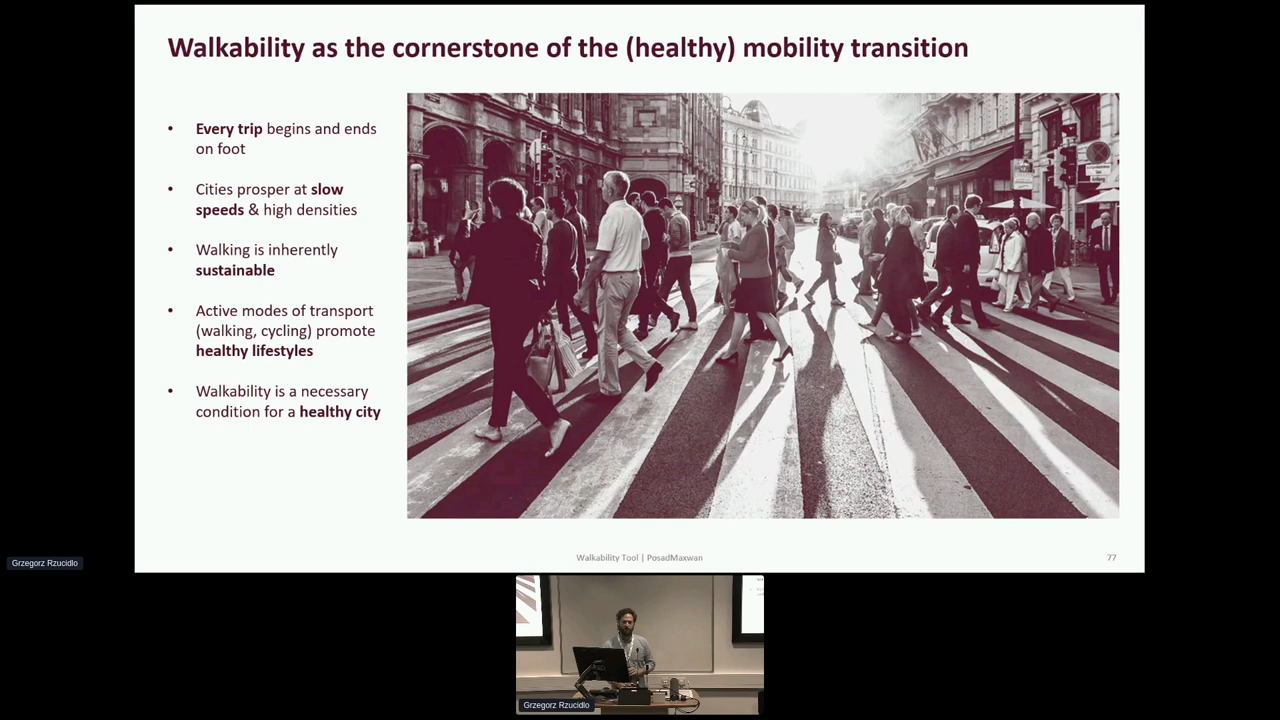 Walkability as the cornerstone of the (healthy) mobility transition
• Every trip begins and ends
on foot
• Cities prosper at slow
speeds & high densities
• Walking is inherently
sustainable
• Active modes of transport
(walking, cycling) promote
healthy lifestyles
• Walkability is a necessary
condition for a healthy city
Walkability Tool | PosadMaxwan
77
Grzegorz Rzucidlo
Grzegorz Rzucidlo